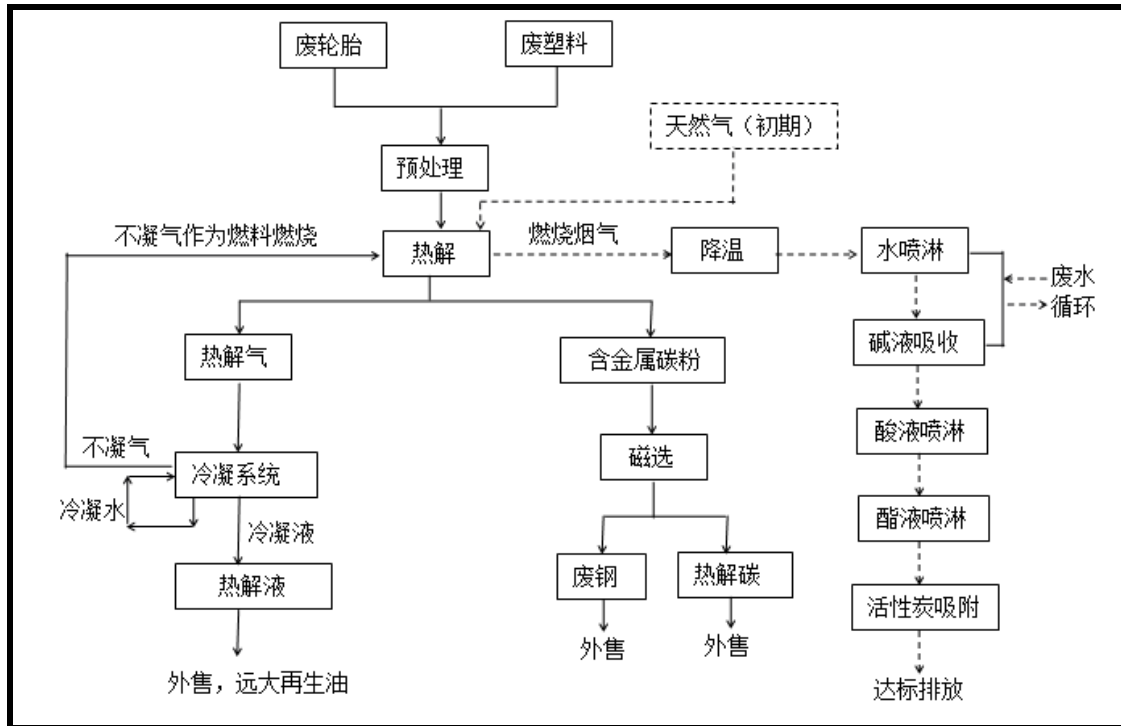 废轮胎
废塑料
天然气（初期）
预处理
不凝气作为燃料燃烧
热解
燃烧烟气
降温
水喷淋
废水
循环
热解气
含金属碳粉
碱液吸收
不凝气
冷凝系统
磁选
酸液喷淋
冷凝水
冷凝液
酯液喷淋
热解液
废钢
热解碳
活性炭吸附
外售
外售
外售，远大再生油
达标排放